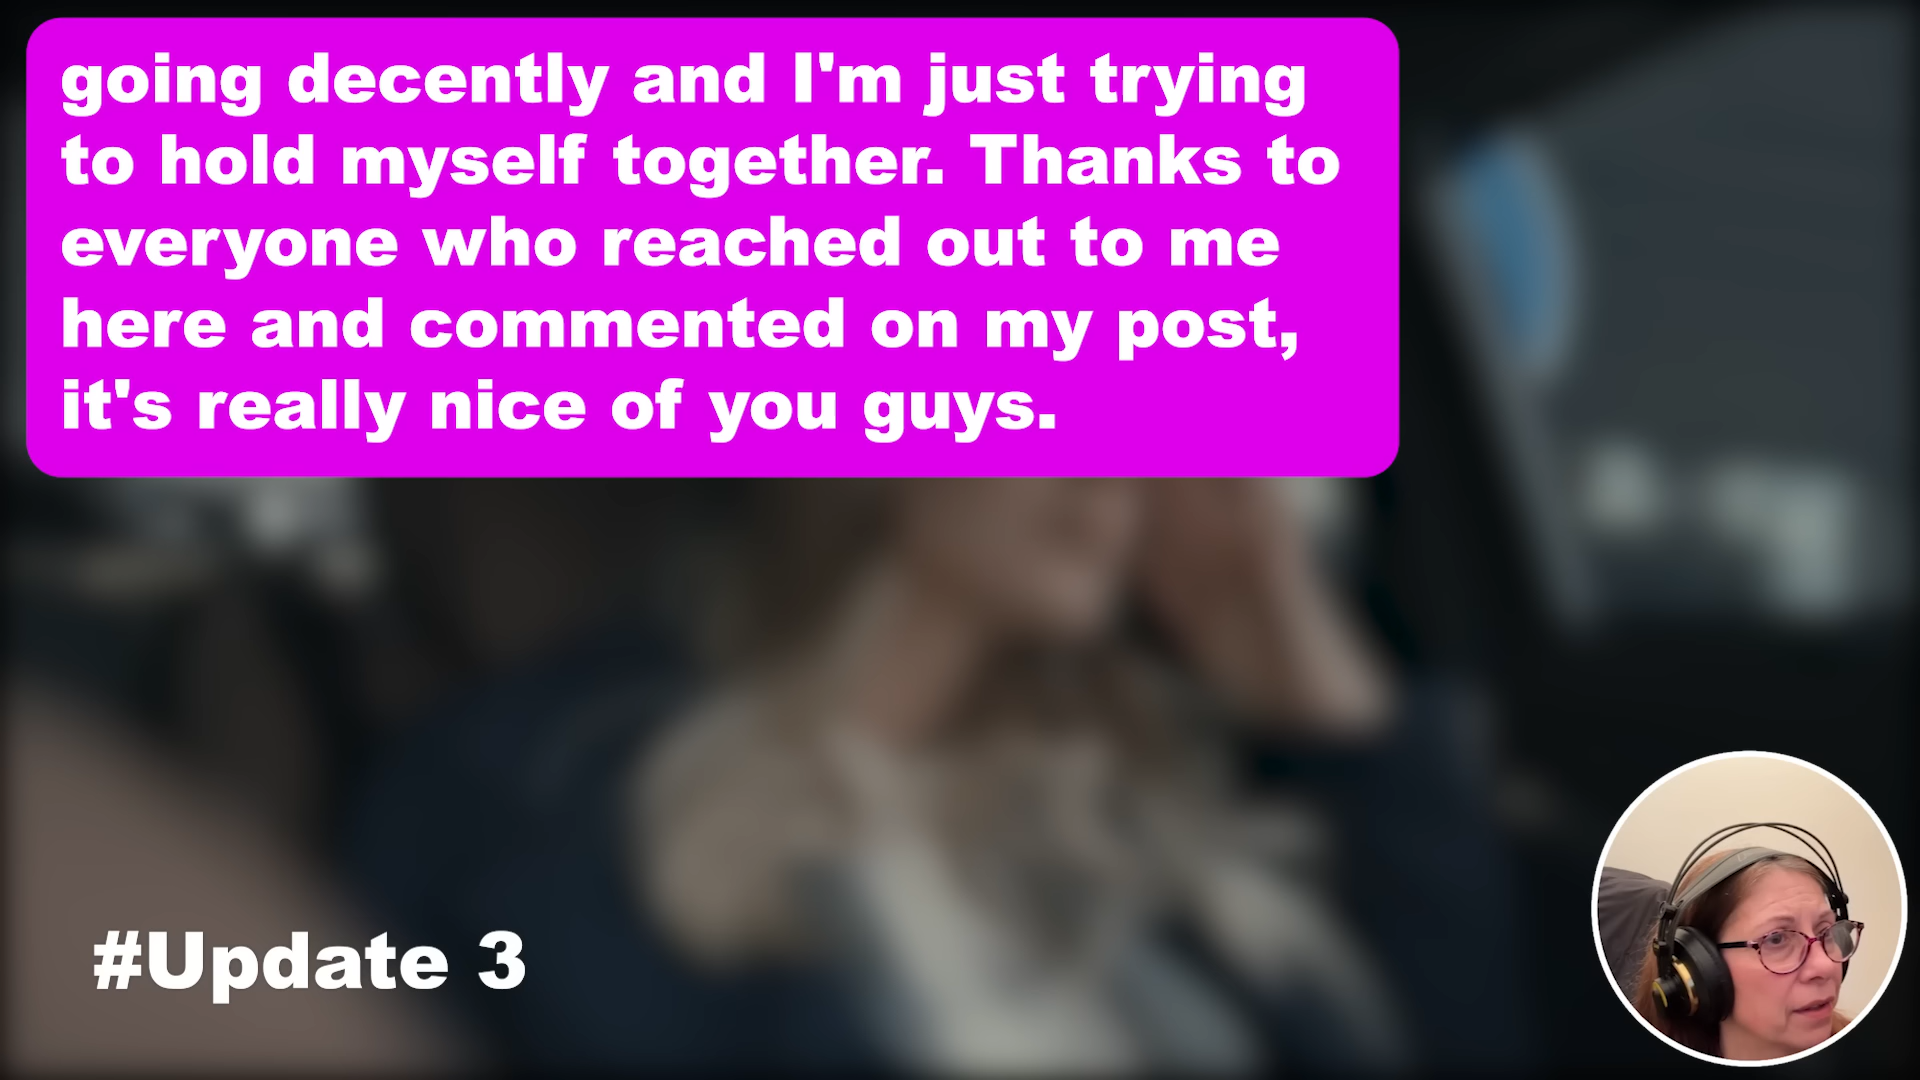 going decently and I'm just trying
to hold myself together. Thanks to
everyone who reached out to me
here and commented on my post,
it's really nice of you guys.
#Update 3